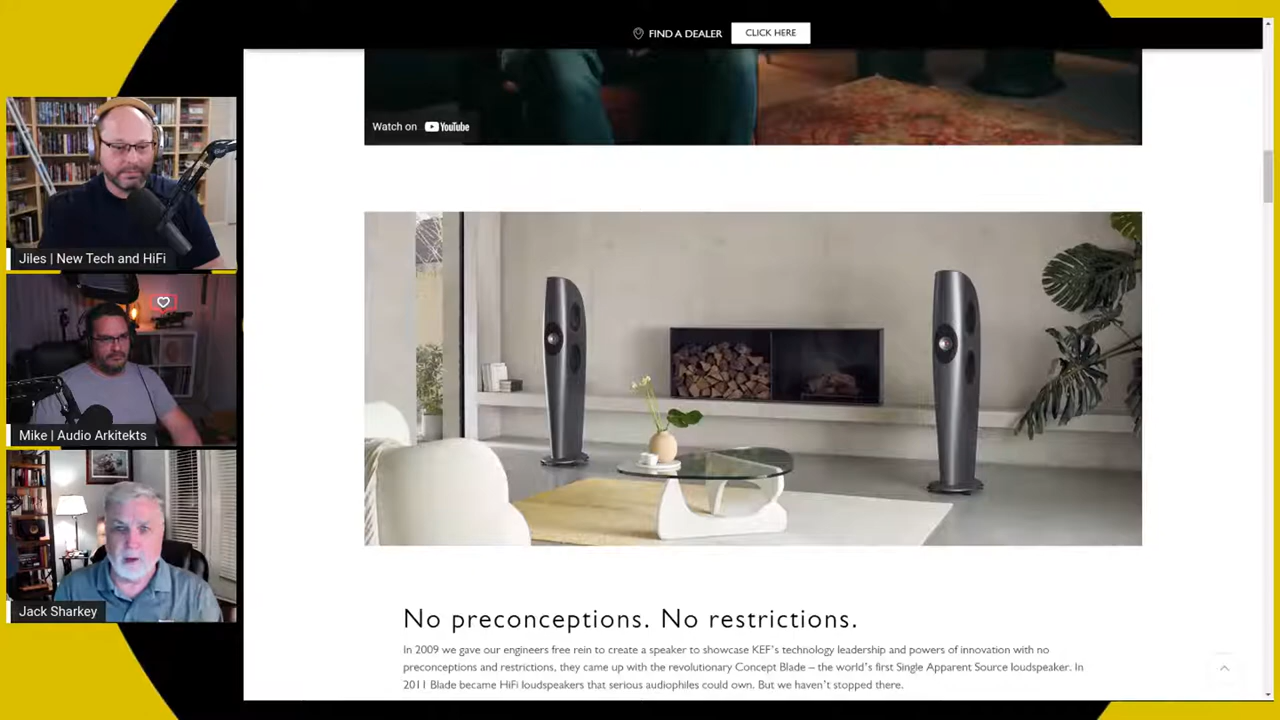 FIND A DEALER
CLICK HERE
Watch on YouTube
Jiles | New Tech and HiFi
Mike | Audio Arkitekts
Jack Sharkey
No preconceptions. No restrictions.
In 2009 we gave our engineers free rein to create a speaker to showcase KEF's technology leadership and powers of innovation with no
preconceptions and restrictions, they came up with the revolutionary Concept Blade – the world's first Single Apparent Source loudspeaker. In
2011 Blade became HiFi loudspeakers that serious audiophiles could own. But we haven't stopped there.